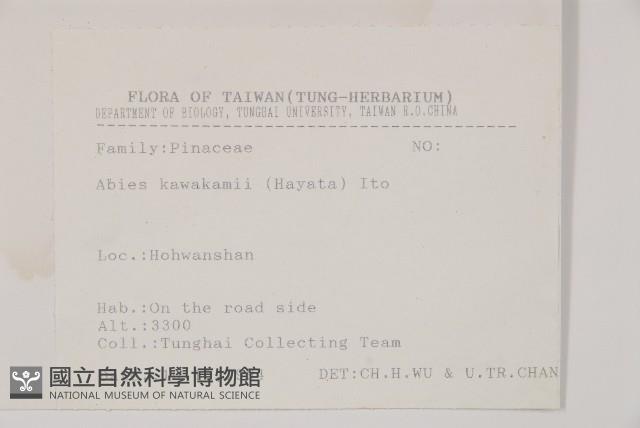 FLORA OF TAIWAN(TUNG-HERBARIUM)
DEPARTMENT OF BIOLOGY, TUNGHAI UNIVERSITY, TAIWAN R.O.CHINA
Family:Pinaceae NO:
Abies kawakamii (Hayata) Ito
Loc.:Hohwanshan
Hab.:On the road side
Alt.:3300
Coll.:Tunghai Collecting Team
DET:CH.H.WU & U.TR.CHAN
國立自然科學博物館
NATIONAL MUSEUM OF NATURAL SCIENCE